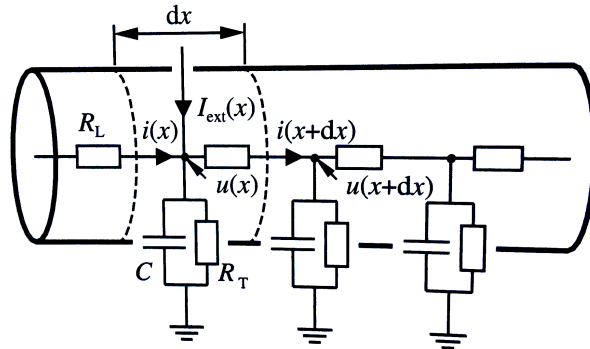 dx
I_ext(x)
R_L
i(x)
i(x+dx)
u(x)
u(x+dx)
C
R_T